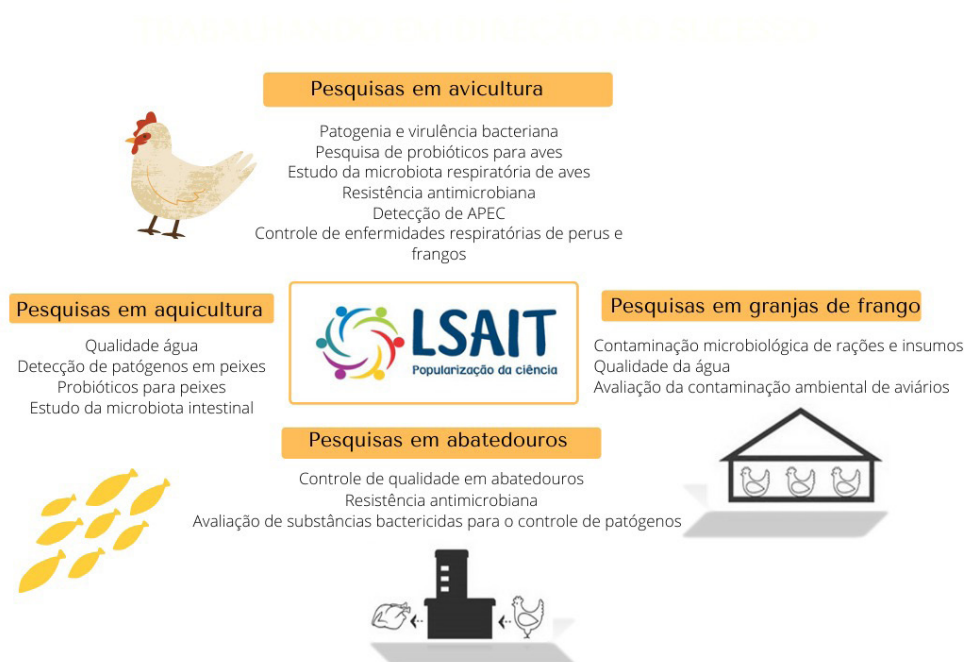 Pesquisas em avicultura
Patogenia e virulência bacteriana
Pesquisa de probióticos para aves
Estudo da microbiota respiratória de aves
Resistência antimicrobiana
Detecção de APEC
Controle de enfermidades respiratórias de perus e
frangos
Pesquisas em aquicultura
Qualidade água
Detecção de patógenos em peixes
Probióticos para peixes
Estudo da microbiota intestinal
LSAIT
Popularização da ciência
Pesquisas em granjas de frango
Contaminação microbiológica de rações e insumos
Qualidade da água
Avaliação da contaminação ambiental de aviários
Pesquisas em abatedouros
Controle de qualidade em abatedouros
Resistência antimicrobiana
Avaliação de substâncias bactericidas para o controle de patógenos